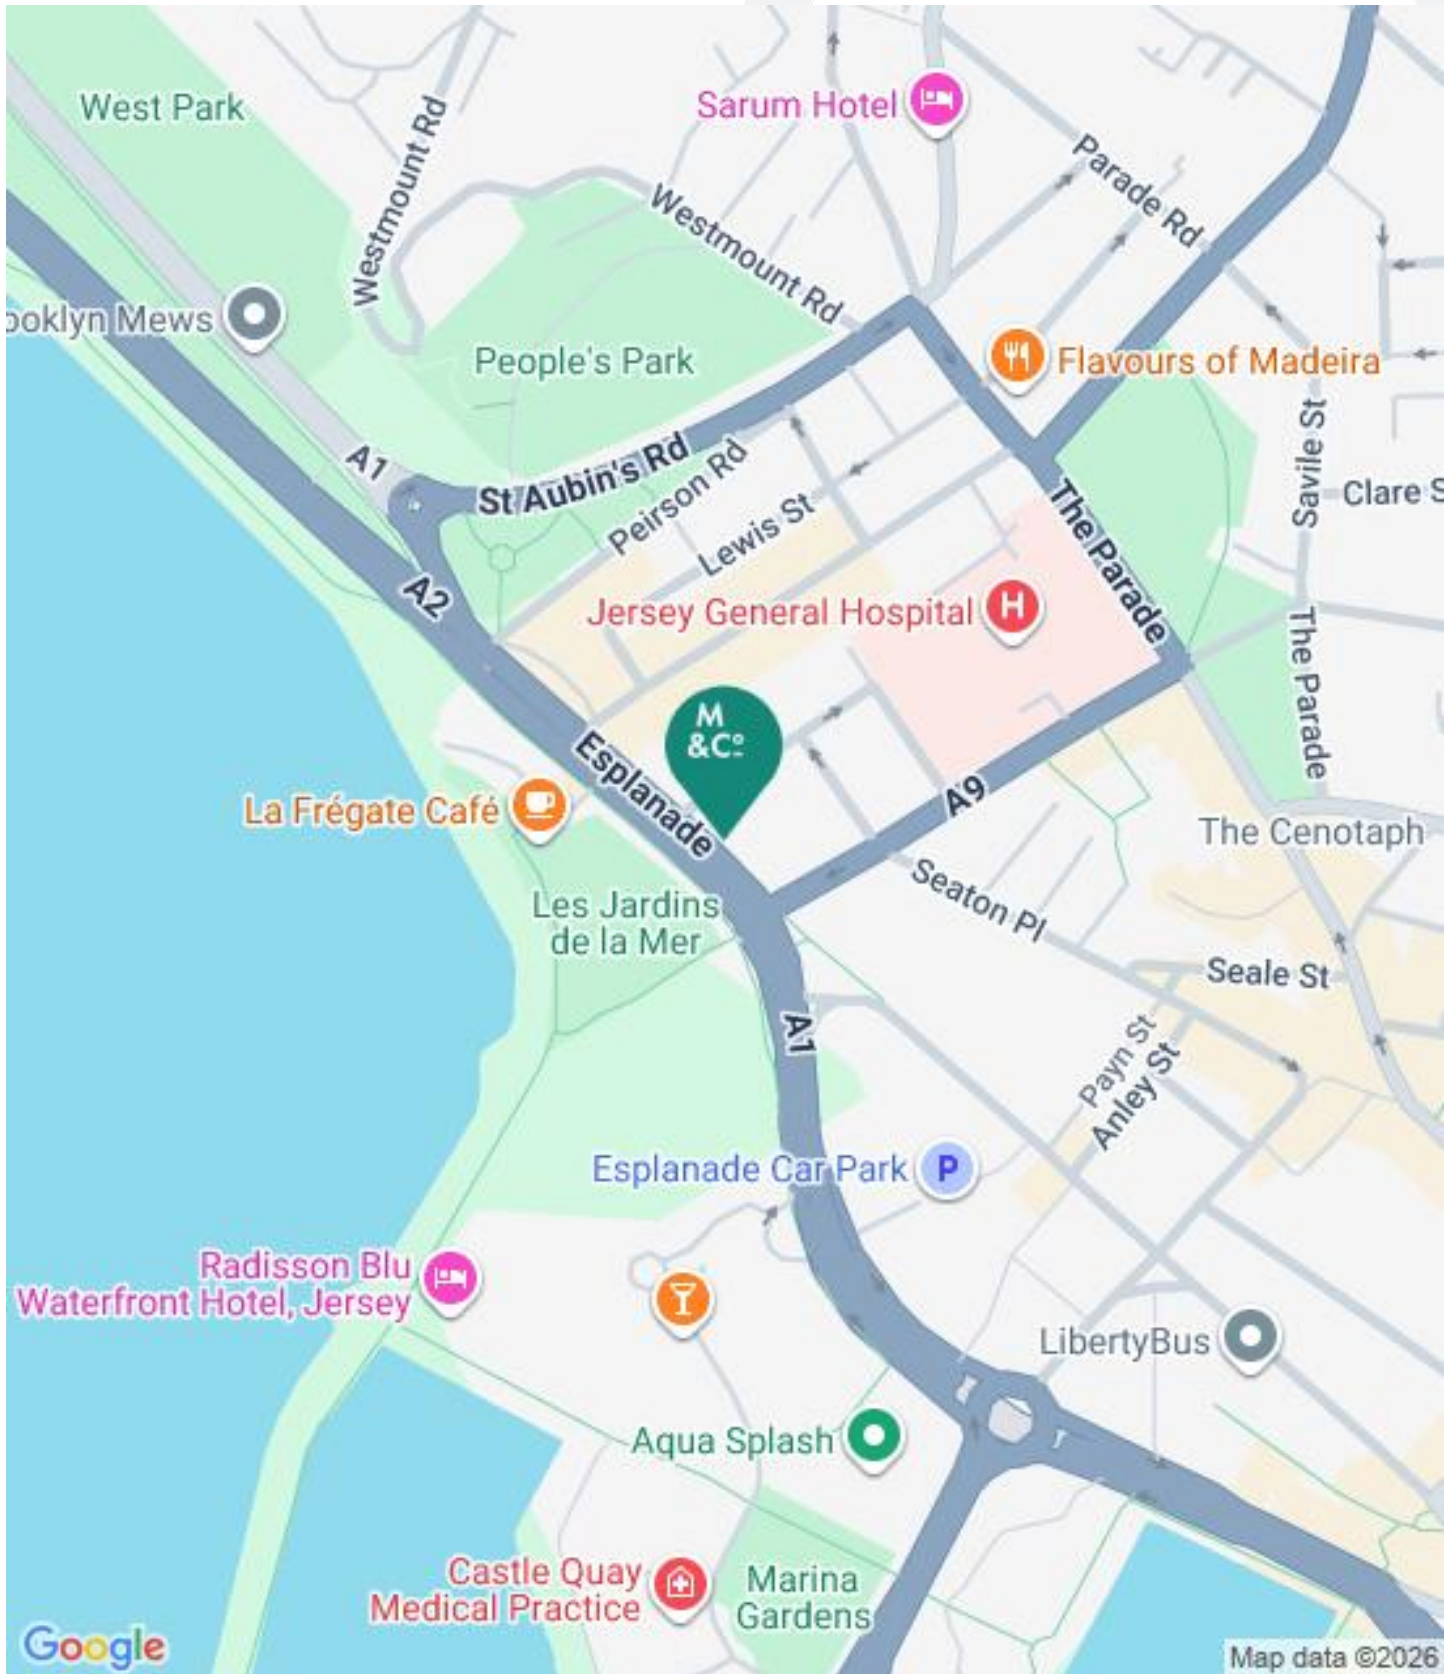 West Park
Sarum Hotel
Westmount Rd
Westmount Rd
Parade Rd
ooklyn Mews
People's Park
Flavours of Madeira
A1
St Aubin's Rd
Peirson Rd
Lewis St
Saville St
Clare S
The Parade
A2
Jersey General Hospital
The Parade
M
&Cº
Esplanade
La Frégate Café
A9
The Cenotaph
Seaton Pl
Les Jardins
de la Mer
Seale St
A1
Payn St
Anley St
Esplanade Car Park
P
H
Radisson Blu
Waterfront Hotel, Jersey
LibertyBus
Aqua Splash
Castle Quay
Medical Practice
Marina
Gardens
Google
Map data ©2026